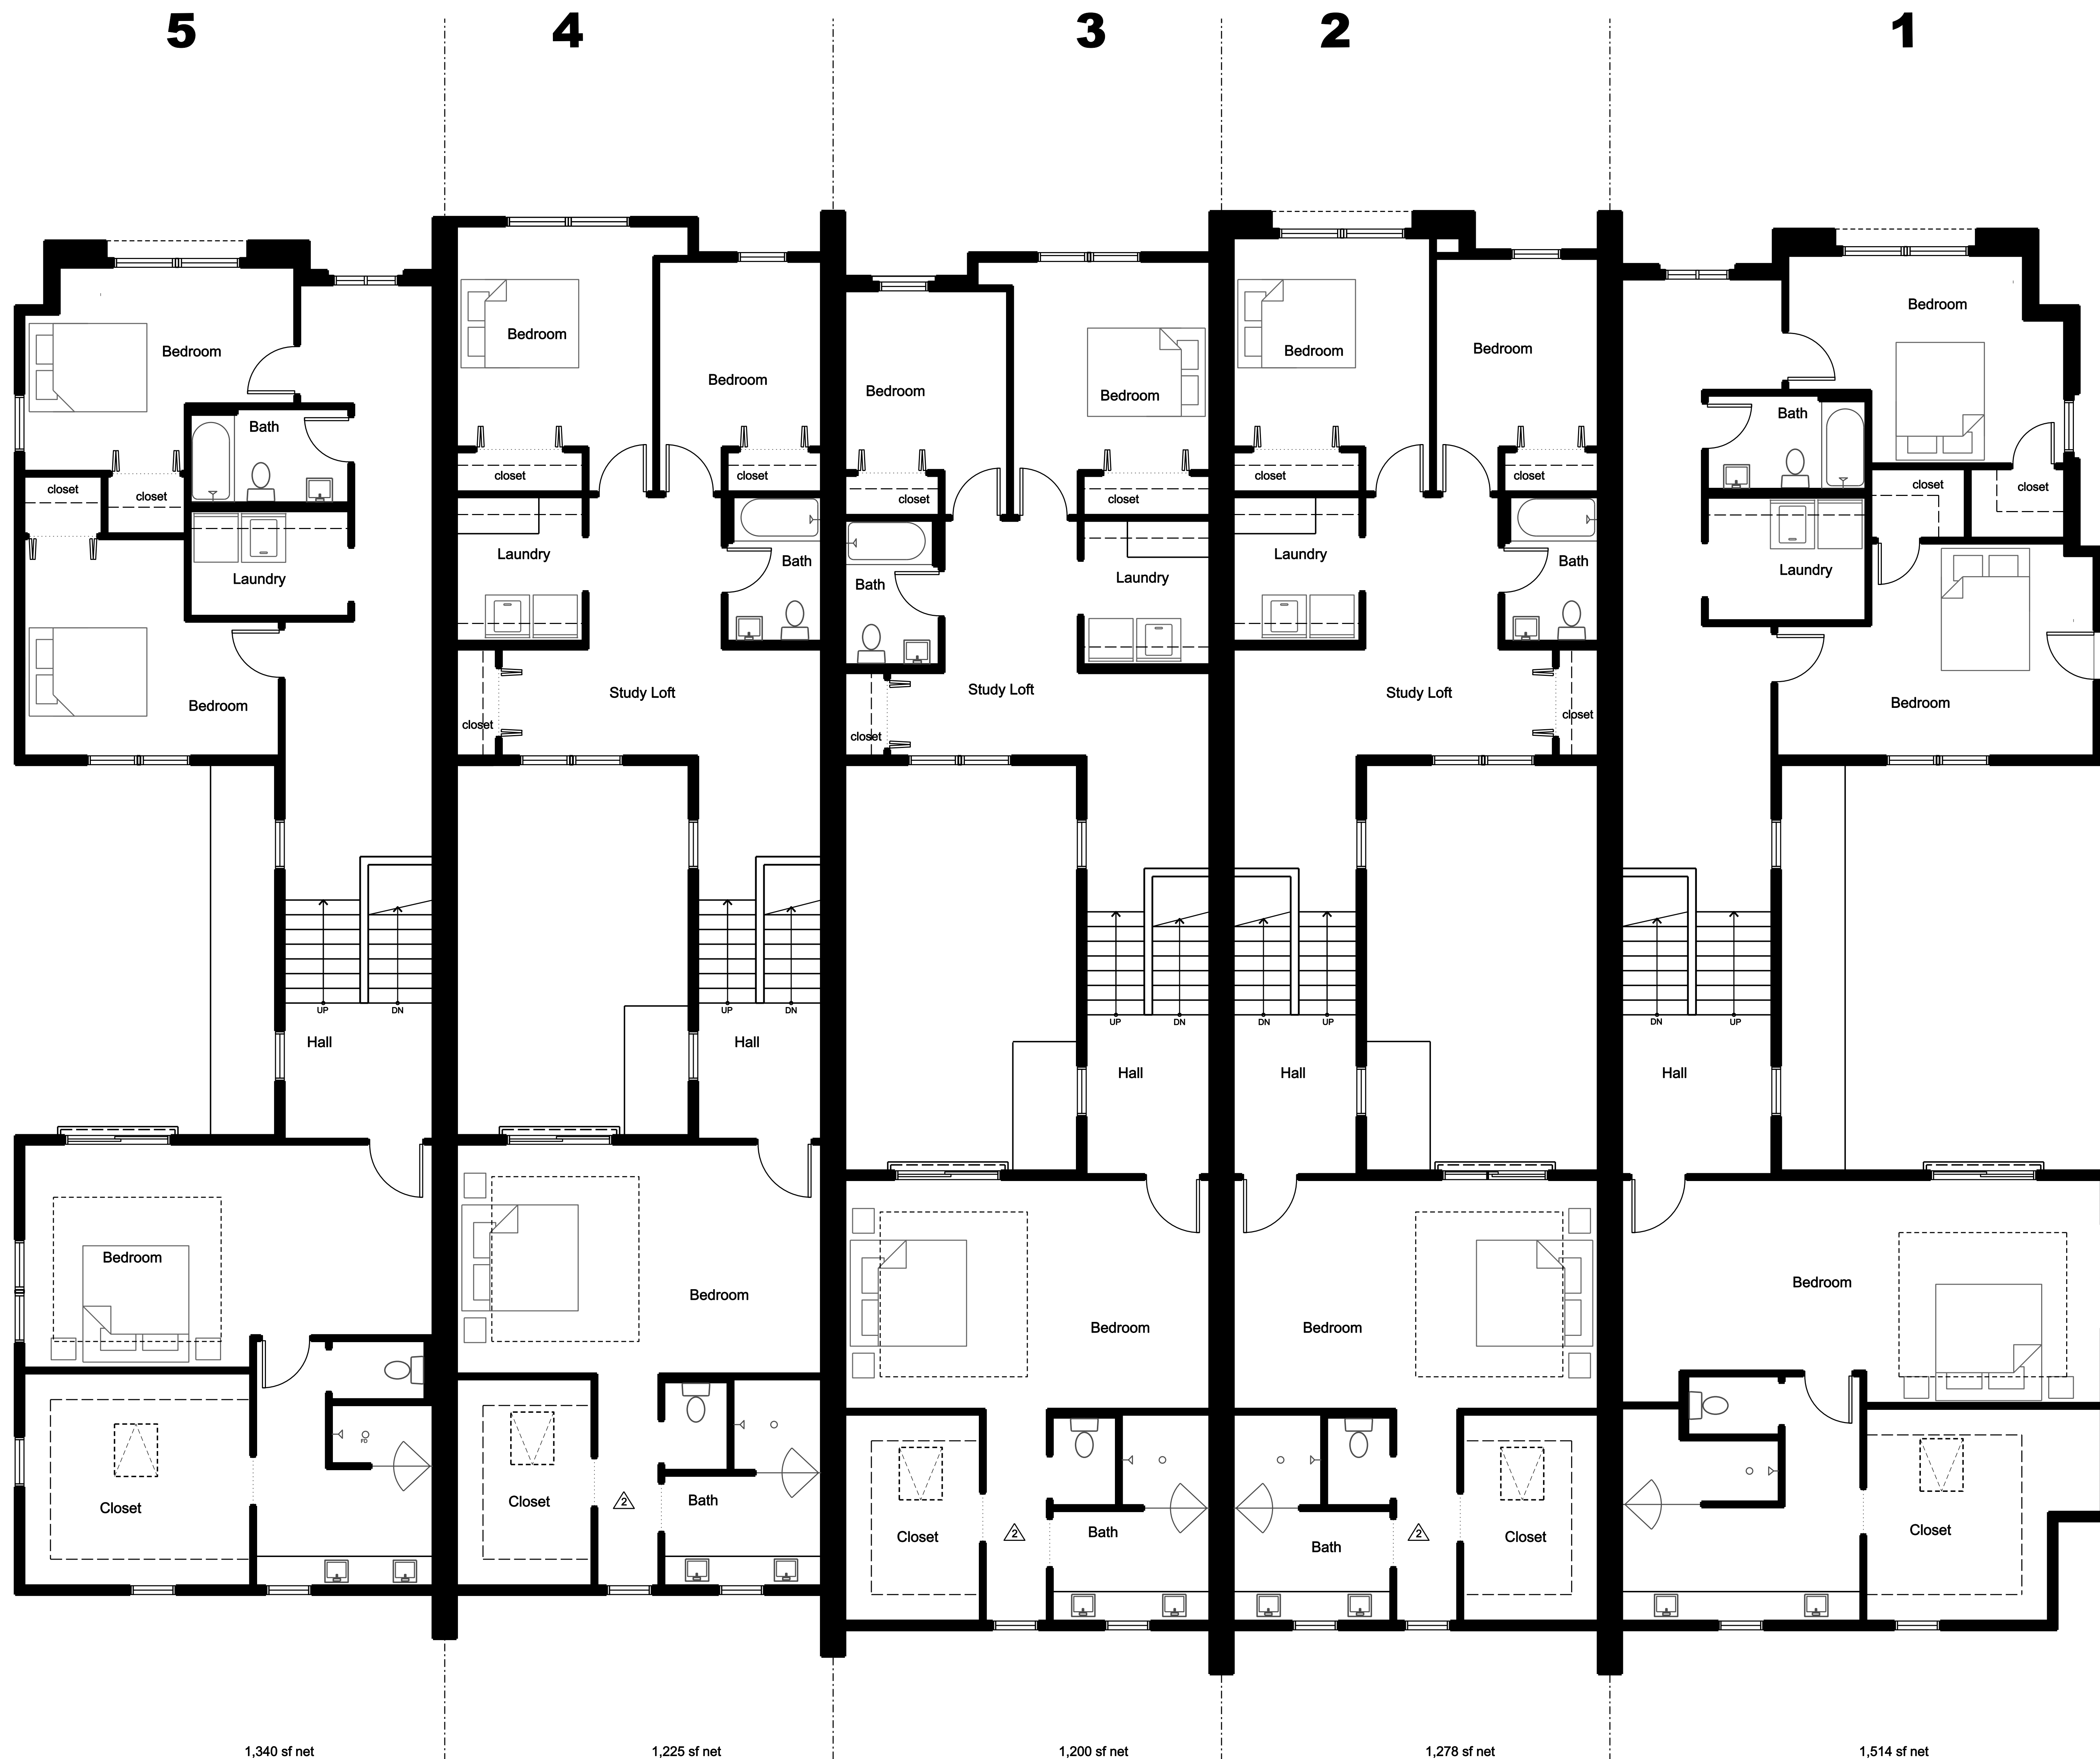 5
4
3
2
1
Bedroom
Bath
closet
closet
Laundry
Bedroom
UP
DN
Hall
Bedroom
FD
Closet
1,340 sf net
Bedroom
Bedroom
closet
closet
Laundry
Bath
Study Loft
closet
UP
DN
Hall
Bedroom
Closet
2
Bath
1,225 sf net
Bedroom
Bedroom
closet
closet
Bath
Laundry
Study Loft
closet
UP
DN
Hall
Bedroom
Closet
2
Bath
1,200 sf net
Bedroom
Bedroom
closet
closet
Laundry
Bath
Study Loft
closet
DN
UP
Hall
Bedroom
Bath
2
Closet
1,278 sf net
Bedroom
Bath
closet
closet
Laundry
Bedroom
DN
UP
Hall
Bedroom
Closet
1,514 sf net